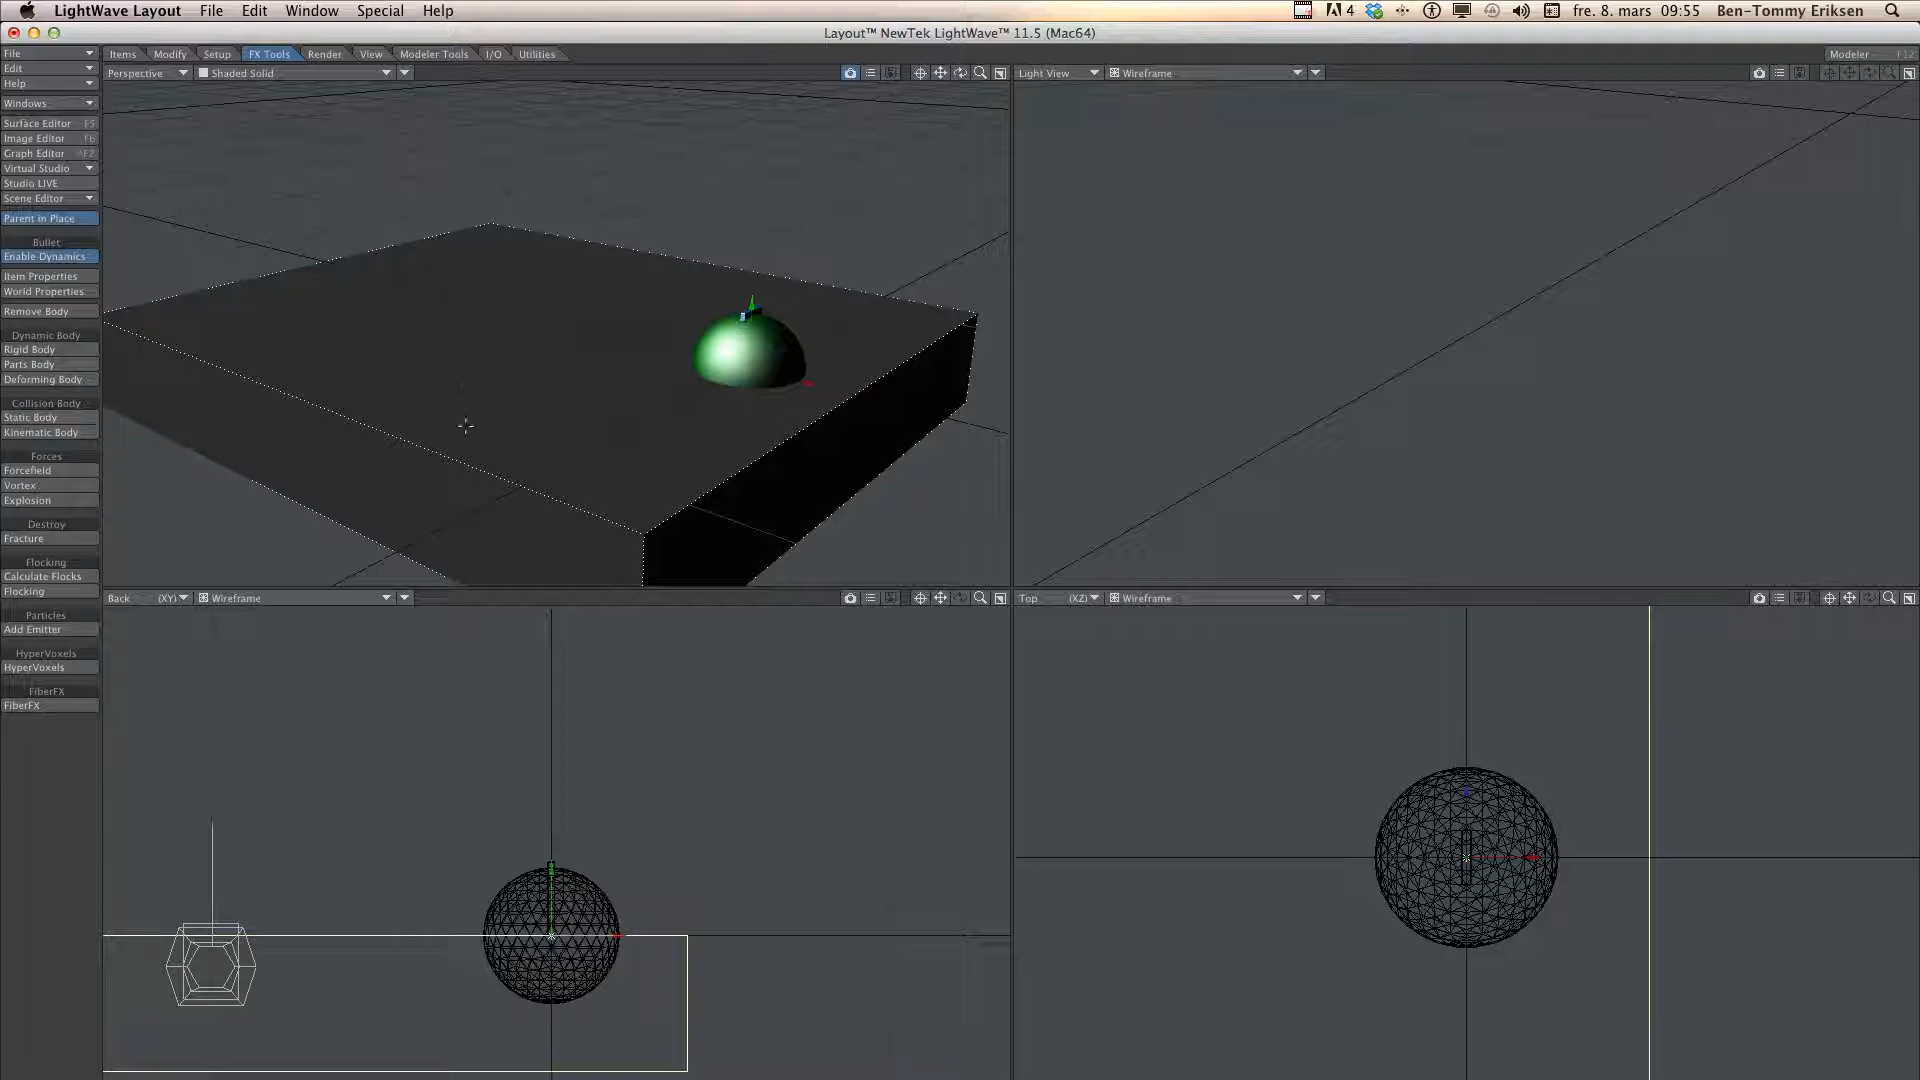 LightWave Layout File Edit Window Special Help 4 fre. 8. mars 09:55 Ben-Tommy Eriksen
Layout™ NewTek LightWave™ 11.5 (Mac64)
File Items Modify Setup FX Tools Render View Modeler Tools I/O Utilities Modeler F12
Edit Perspective Shaded Solid Light View Wireframe
Help
Windows
Surface Editor F5
Image Editor F6
Graph Editor ^F2
Virtual Studio
Studio LIVE
Scene Editor
Parent in Place
Bullet
Enable Dynamics
Item Properties
World Properties
Remove Body
Dynamic Body
Rigid Body
Parts Body
Deforming Body
Collision Body
Static Body
Kinematic Body
Forces
Forcefield
Vortex
Explosion
Destroy
Fracture
Flocking
Calculate Flocks
Flocking
Particles
Add Emitter
HyperVoxels
HyperVoxels
FiberFX
FiberFX
Back (XY) Wireframe Top (XZ) Wireframe